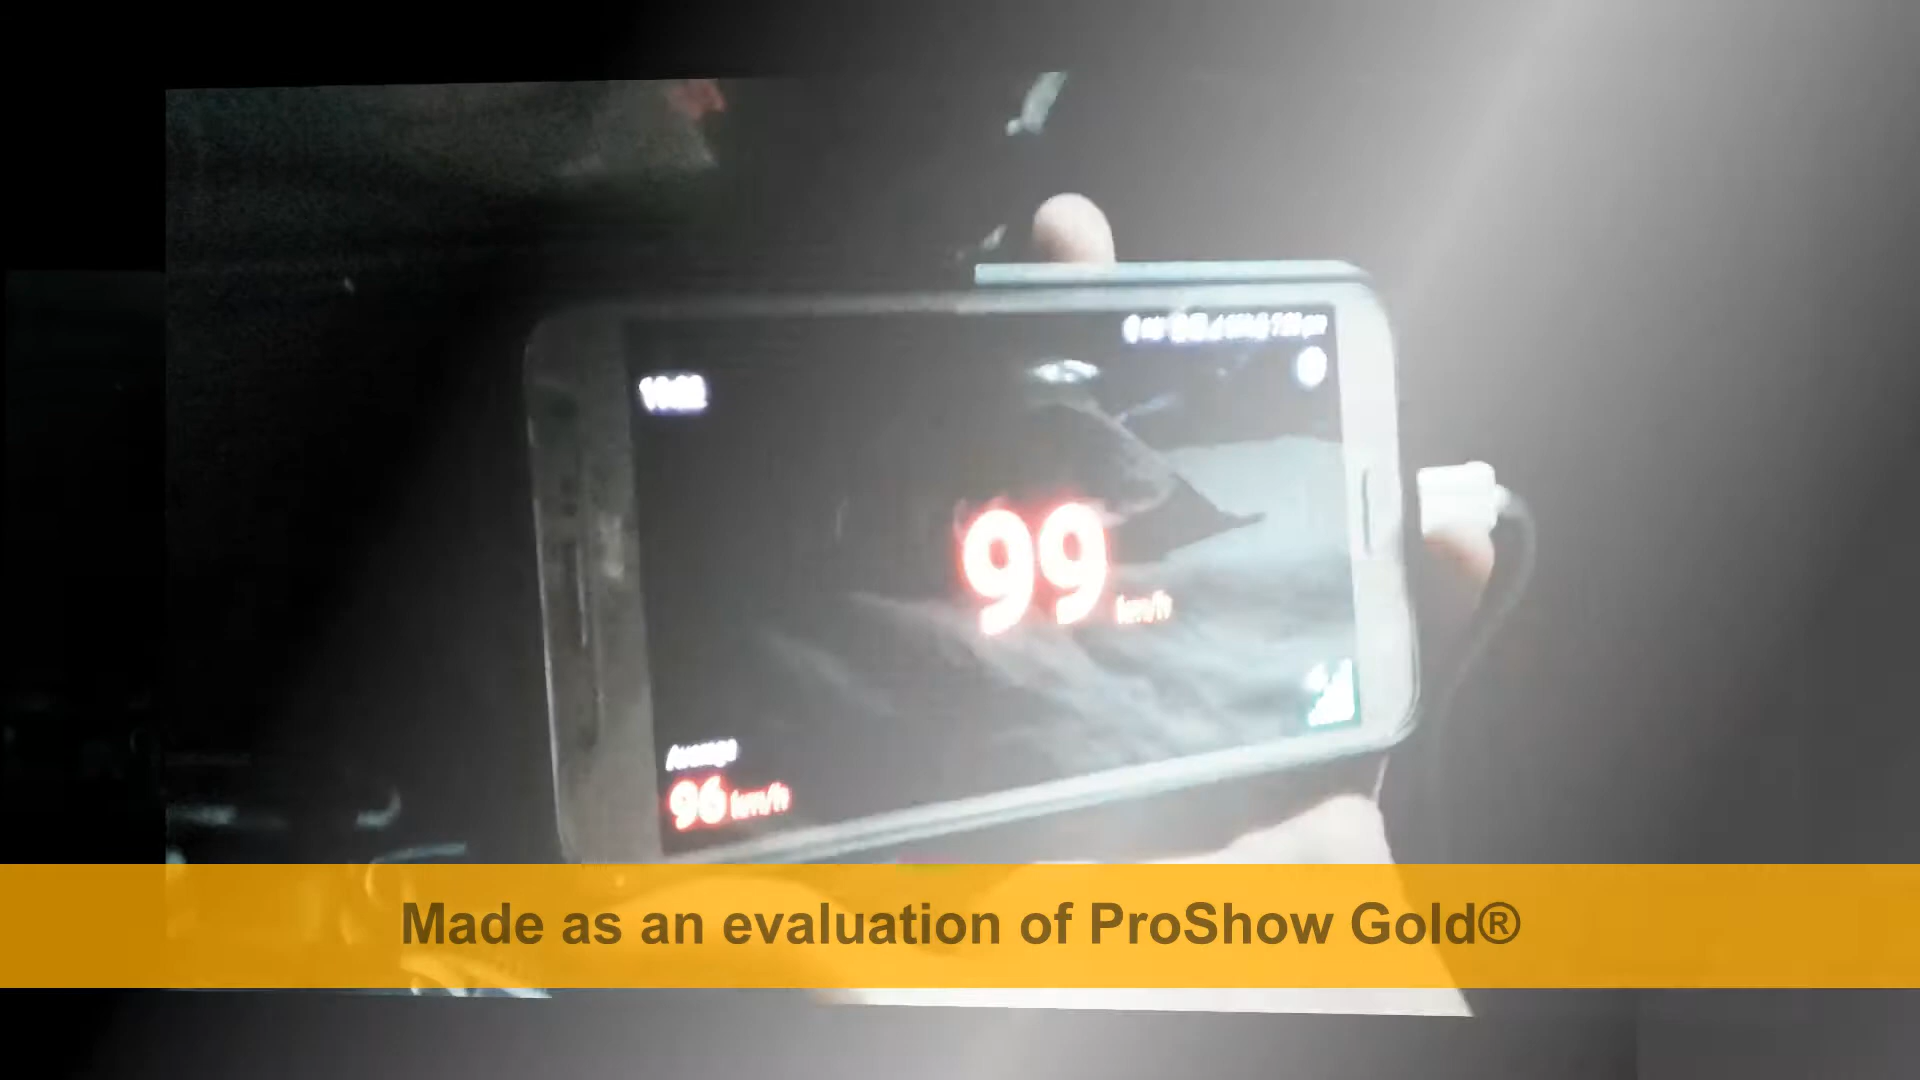 99 km/h
Average
96 km/h
Made as an evaluation of ProShow Gold®